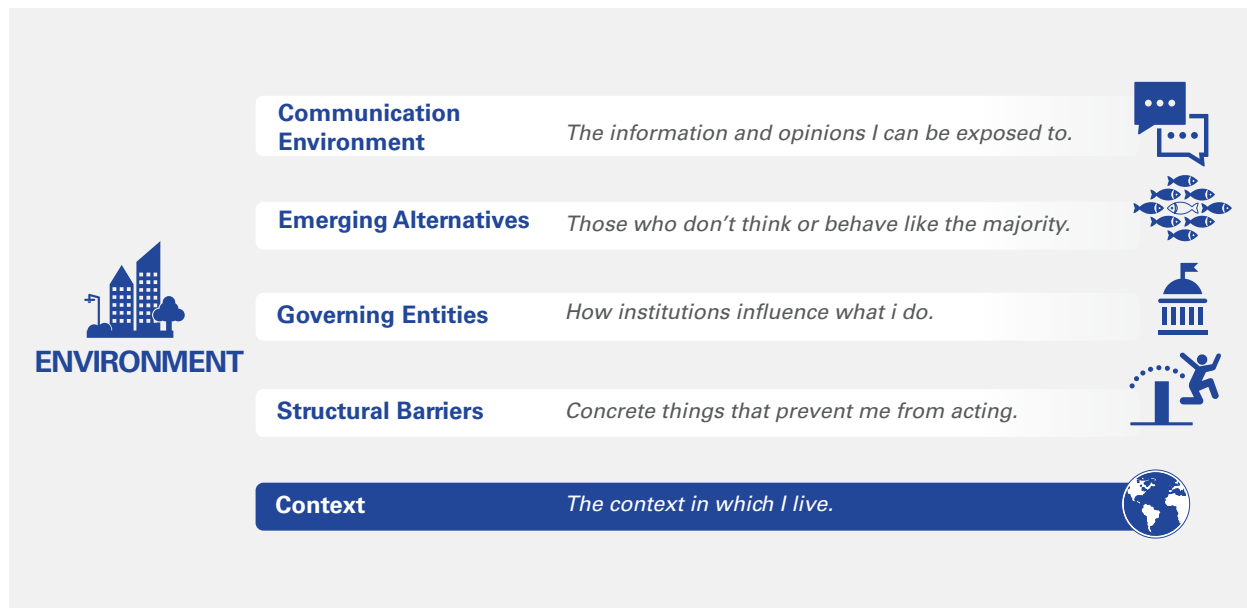 Communication
Environment
The information and opinions I can be exposed to.
Emerging Alternatives
Those who don’t think or behave like the majority.
Governing Entities
How institutions influence what i do.
ENVIRONMENT
Structural Barriers
Concrete things that prevent me from acting.
Context
The context in which I live.